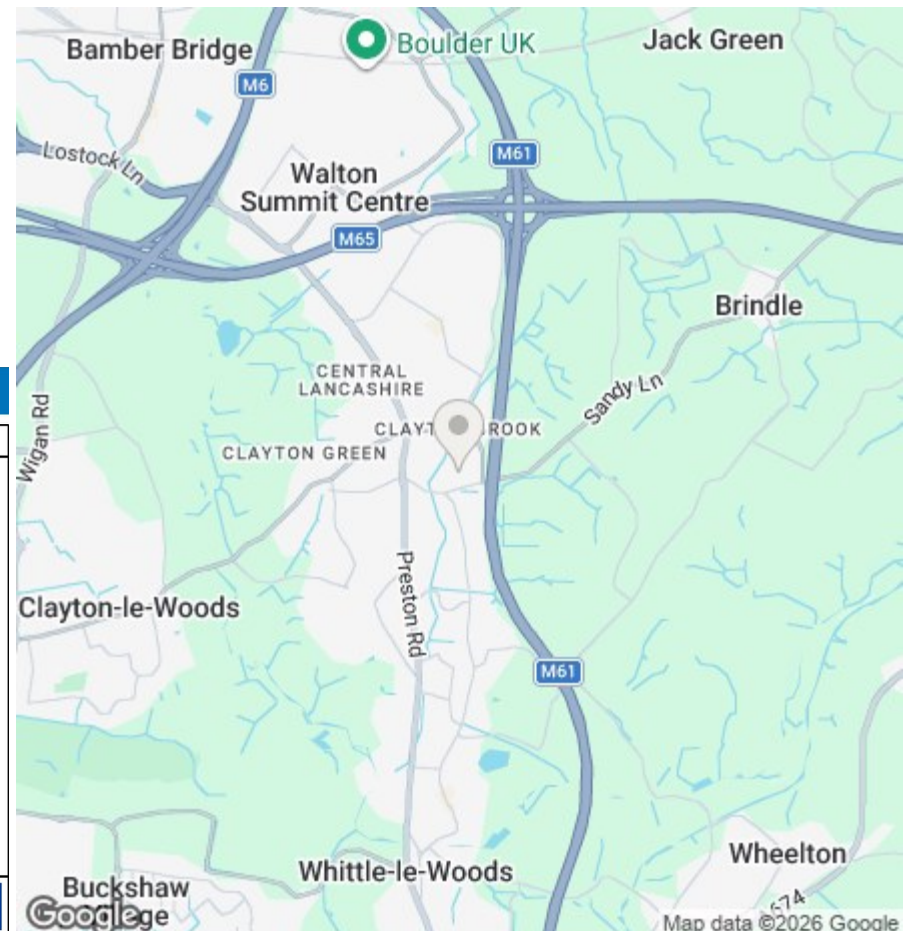 Bamber Bridge
Boulder UK
Jack Green
M6
Lostock Ln
M61
Walton
Summit Centre
M65
Brindle
CENTRAL
LANCASHIRE
Sandy Ln
Wigan Rd
CLAYTON GREEN
Preston Rd
Clayton-le-Woods
M61
Whittle-le-Woods
Wheelton
Buckshaw
Google
Map data ©2026 Google